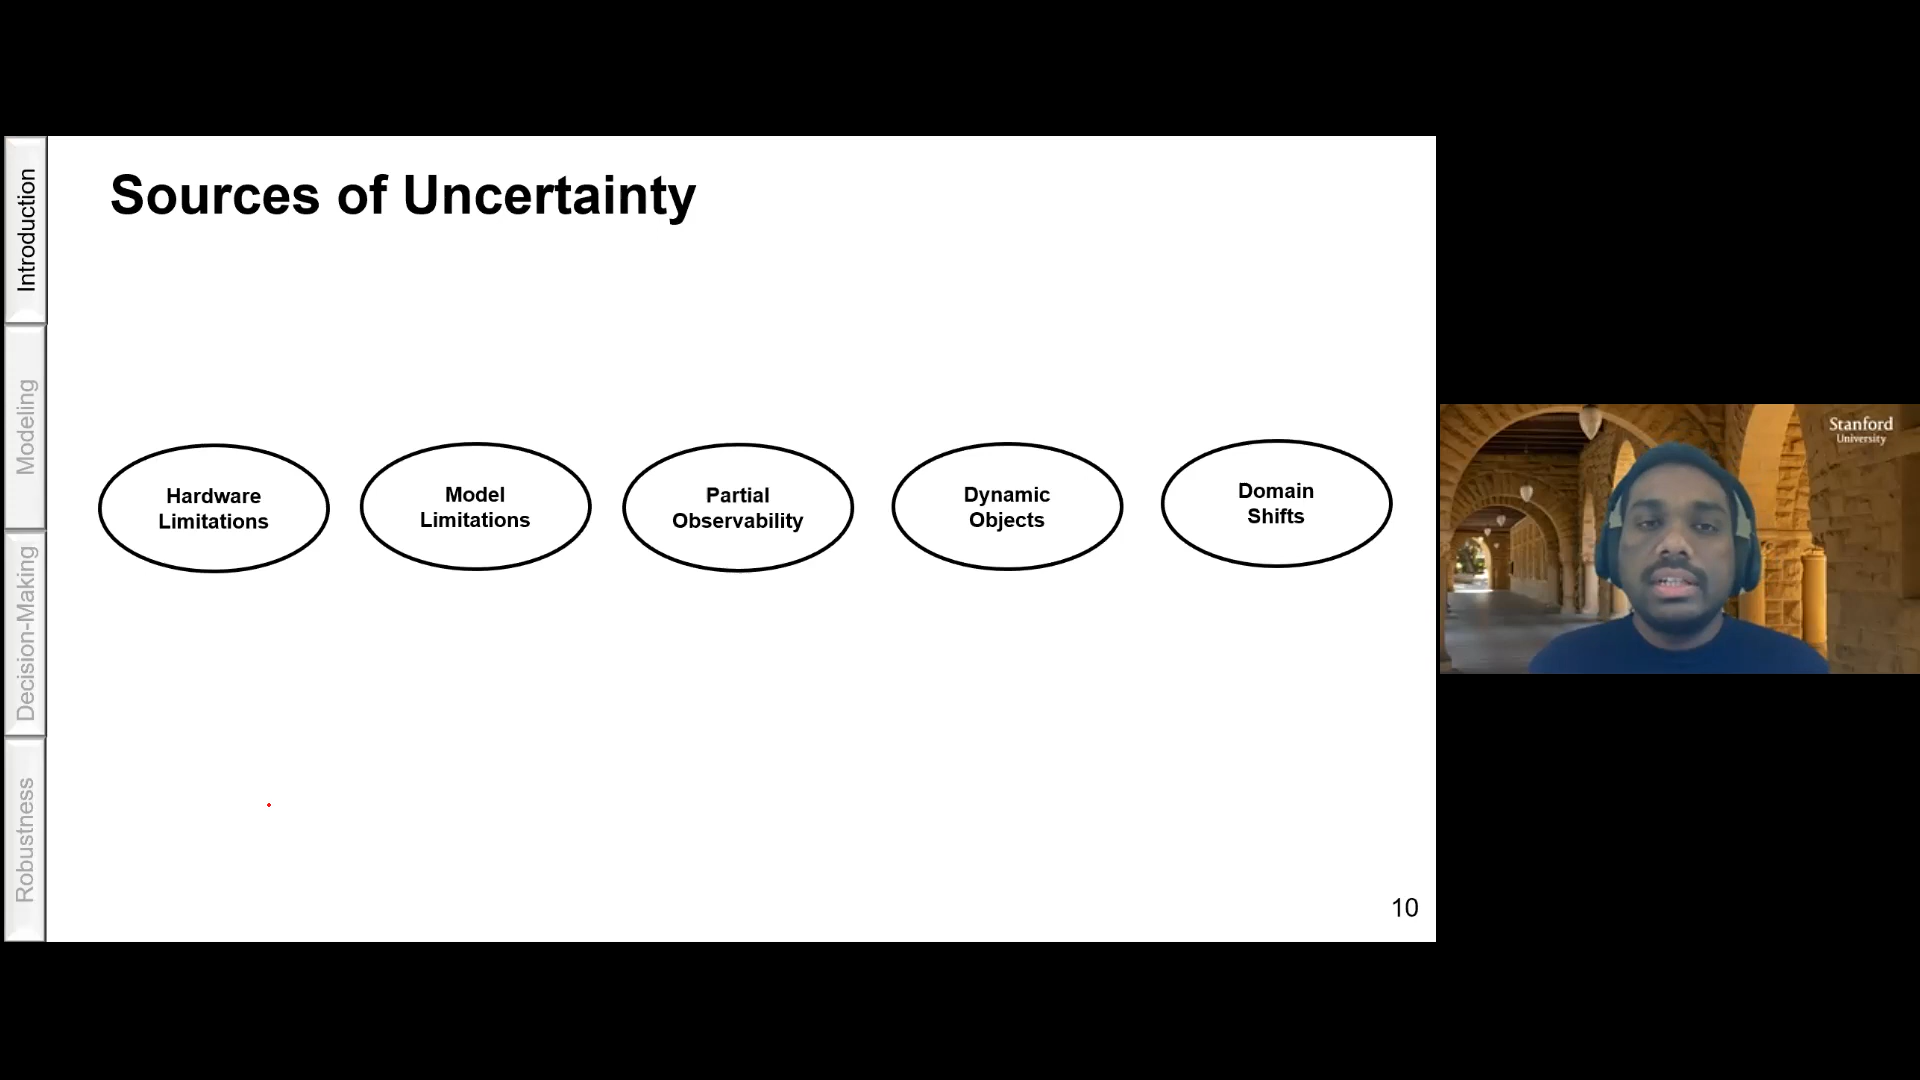 Sources of Uncertainty
Introduction
Modeling
Decision-Making
Robustness
Hardware
Limitations
Model
Limitations
Partial
Observability
Dynamic
Objects
Domain
Shifts
10
Stanford
University